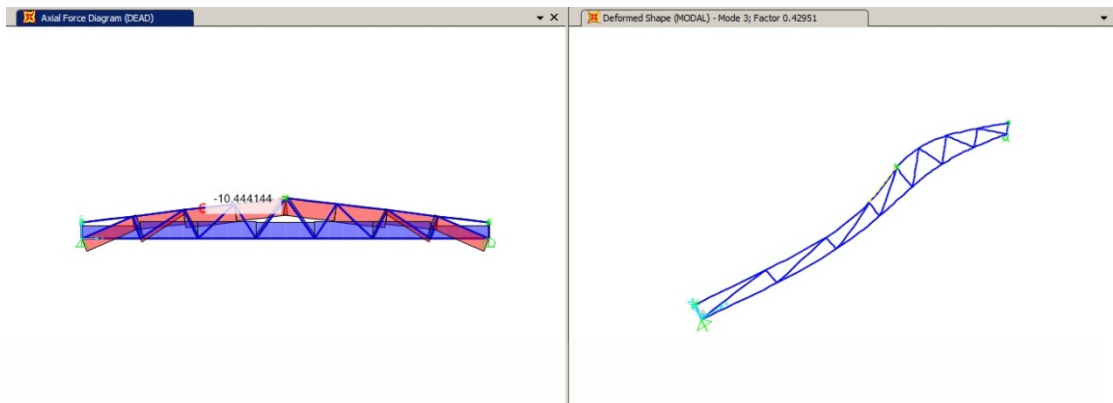 Axial Force Diagram (DEAD)
Deformed Shape (MODAL) - Mode 3; Factor 0.42951
-10.444144